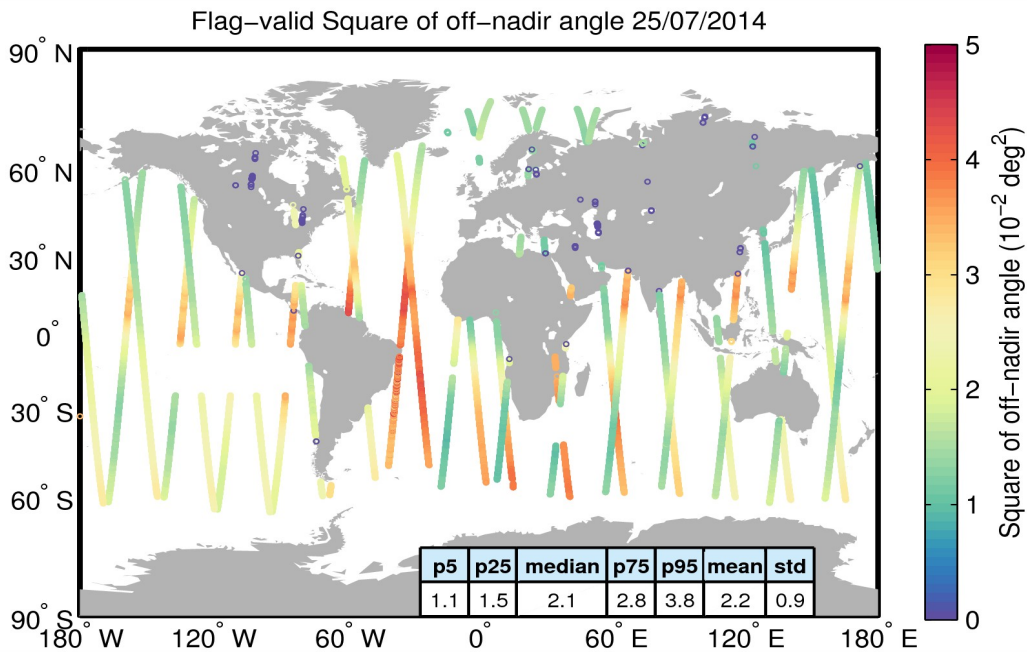 Flag−valid Square of off−nadir angle 25/07/2014
90° N
60° N
30° N
0°
30° S
60° S
90° S
180° W
120° W
60° W
0°
60° E
120° E
180° E
p5 p25 median p75 p95 mean std
1.1 1.5 2.1 2.8 3.8 2.2 0.9
5
4
3
2
1
0
Square of off−nadir angle (10⁻² deg²)